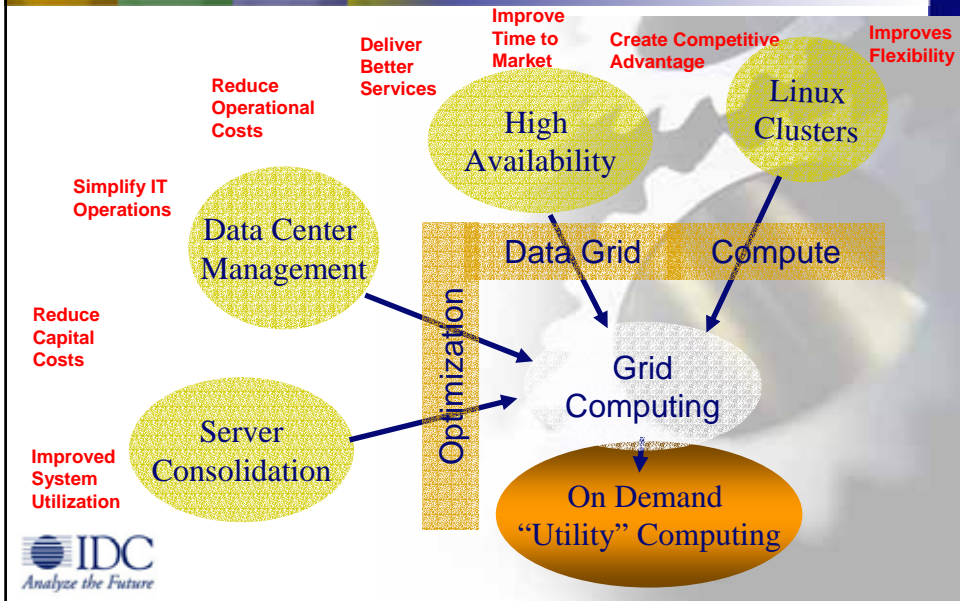 Improve
Time to
Market
Create Competitive
Advantage
Improves
Flexibility
Deliver
Better
Services
Reduce
Operational
Costs
Simplify IT
Operations
Reduce
Capital
Costs
Improved
System
Utilization
High
Availability
Linux
Clusters
Data Center
Management
Server
Consolidation
Data Grid
Compute
Optimization
Grid
Computing
On Demand
“Utility” Computing
IDC
Analyze the Future